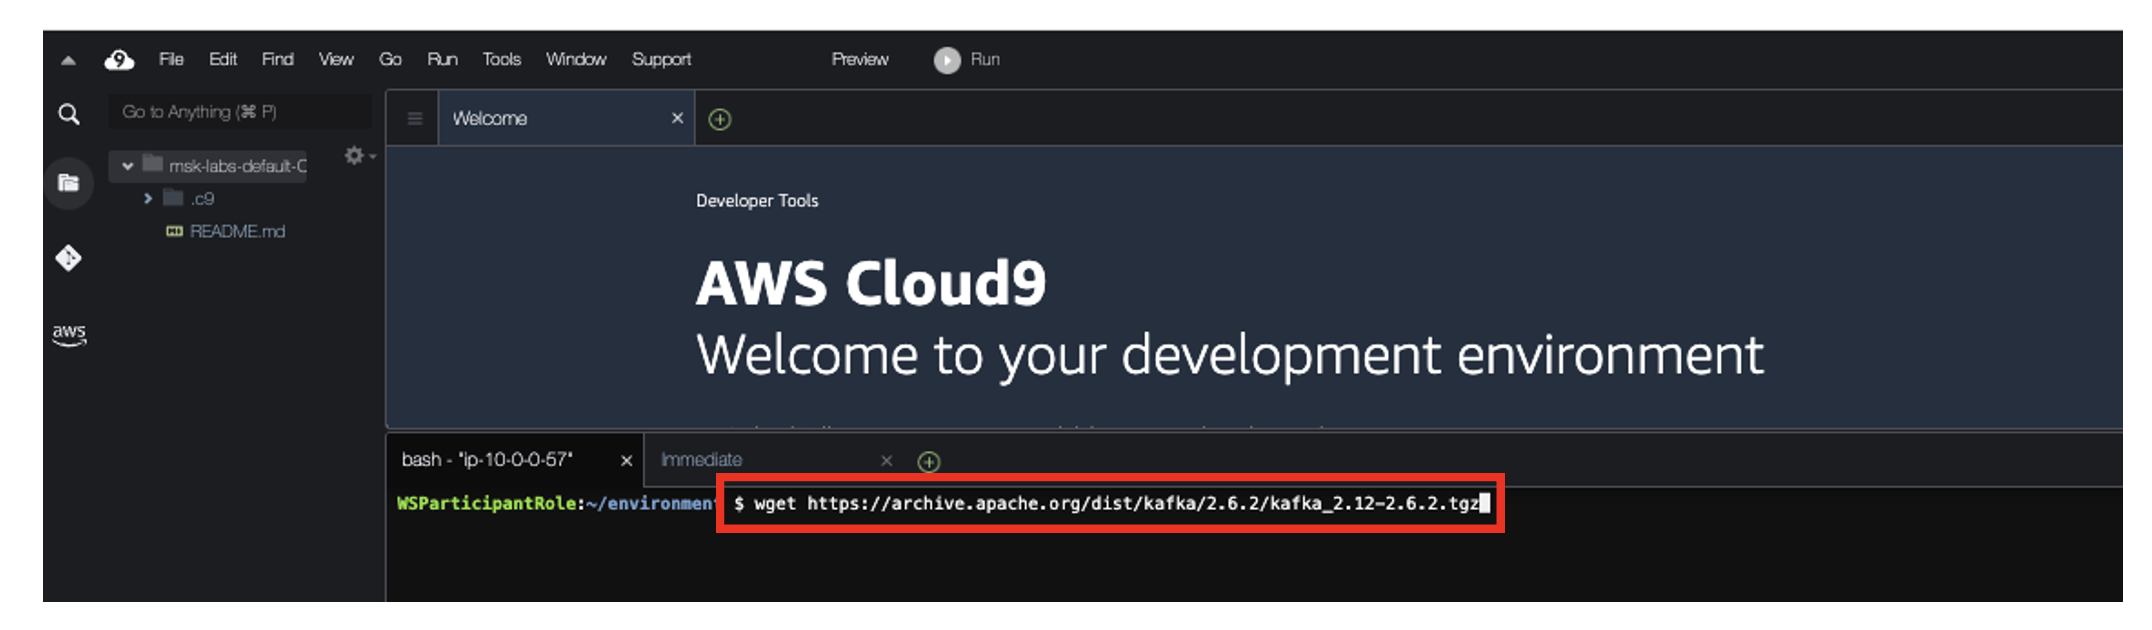 File Edit Find View Go Run Tools Window Support Preview Run
Go to Anything (⌘ P)
Welcome
msk-labs-default-C
.c9
README.md
aws
Developer Tools
AWS Cloud9
Welcome to your development environment
bash - "ip-10-0-0-57" Immediate
WSParticipantRole:~/environment $ wget https://archive.apache.org/dist/kafka/2.6.2/kafka_2.12-2.6.2.tgz